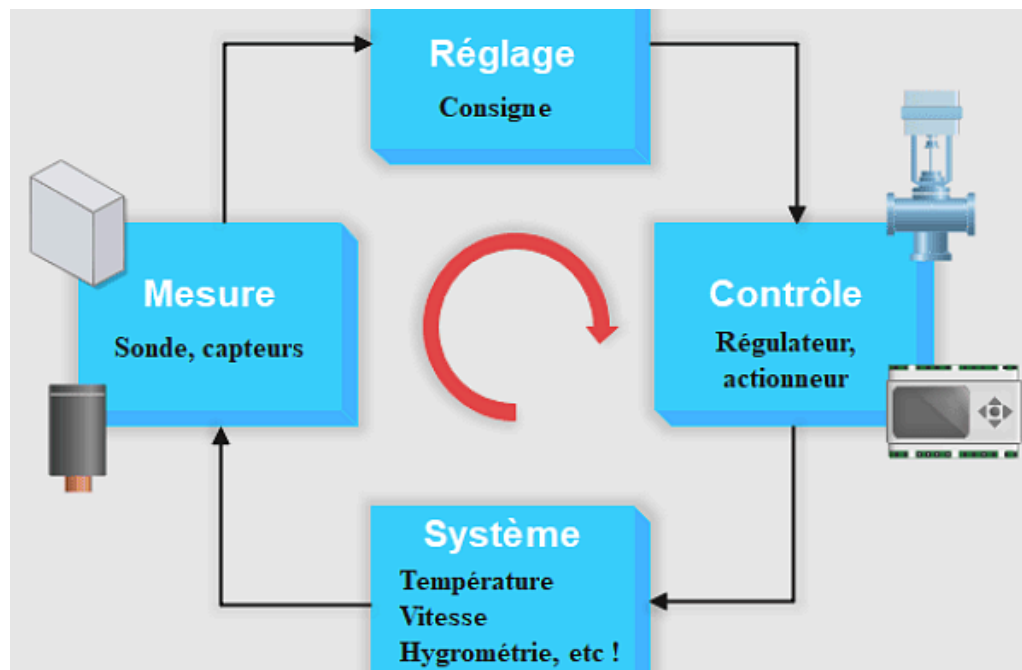 Réglage
Consigne
Mesure
Sonde, capteurs
Contrôle
Régulateur,
actionneur
Système
Température
Vitesse
Hygrométrie, etc !